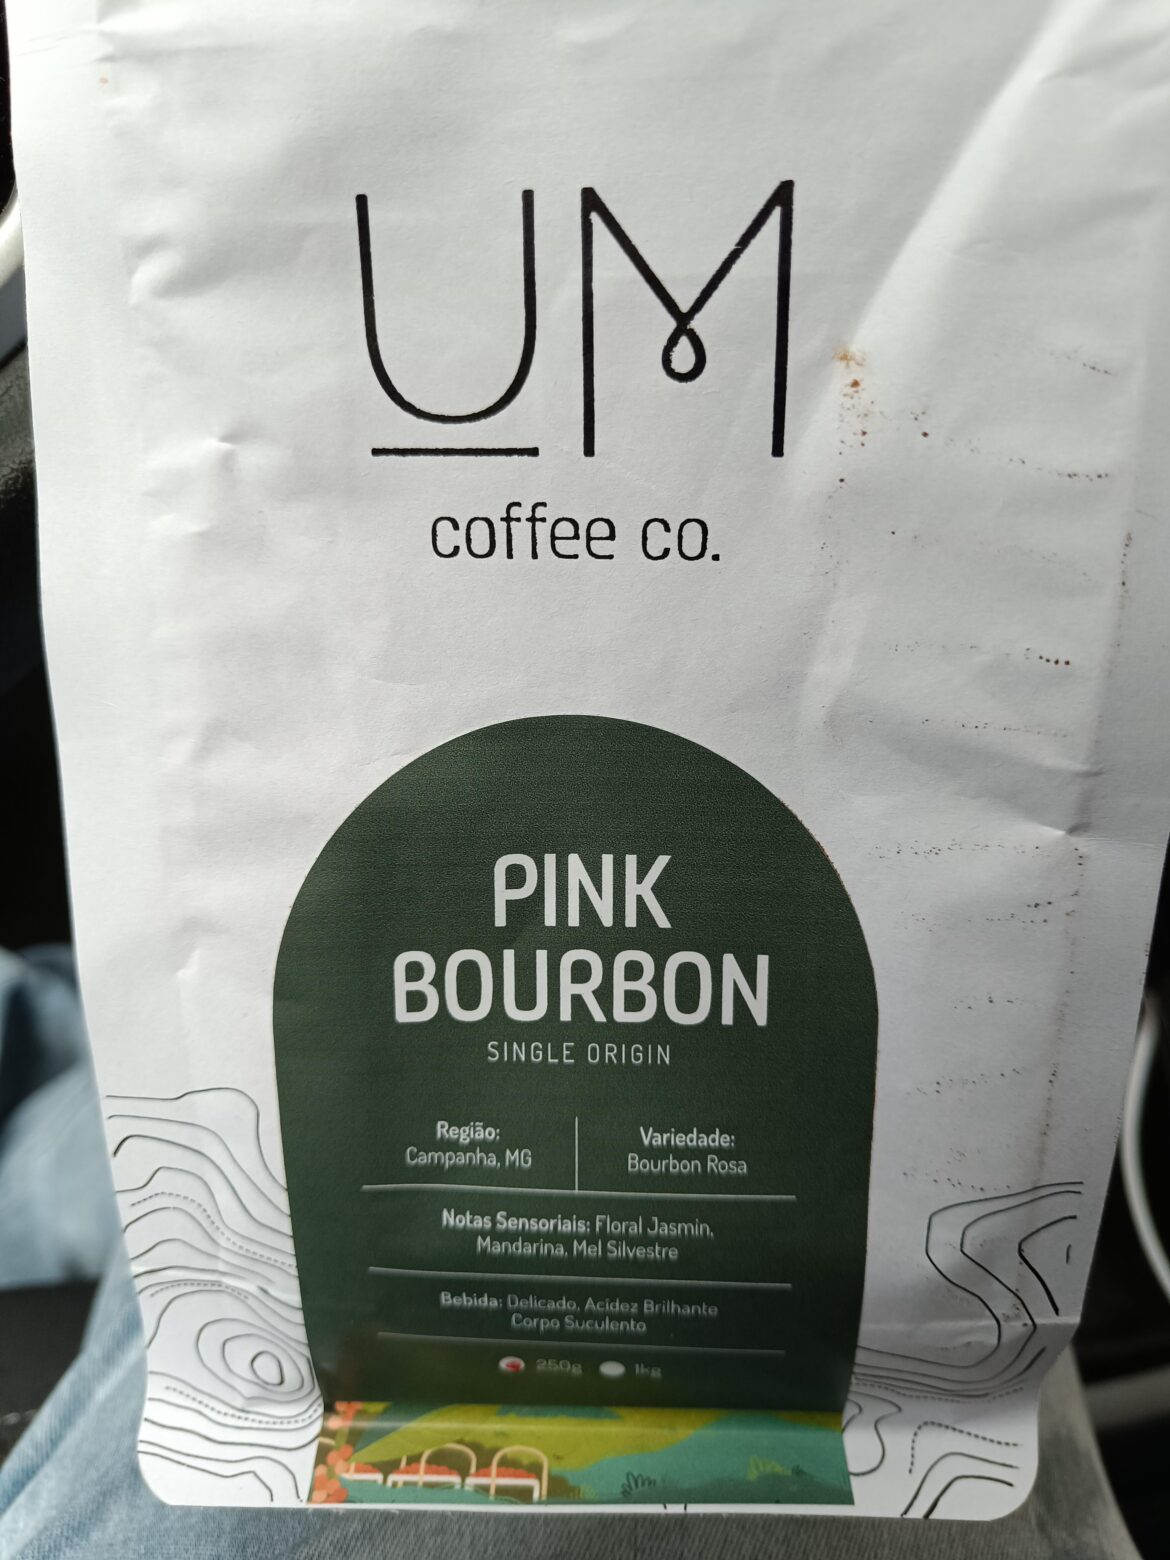 UM
coffee co.
PINK
BOURBON
SINGLE ORIGIN
Região:
Campanha, MG
Variedade:
Bourbon Rosa
Notas Sensoriais: Floral Jasmin,
Mandarina, Mel Silvestre
Bebida: Delicado, Acidez Brilhante
Corpo Suculento
250g 1kg